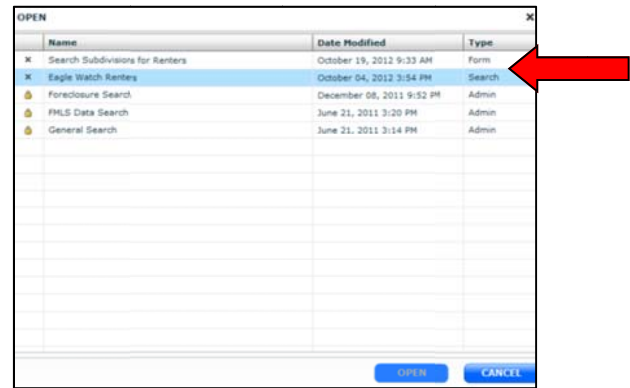 OPEN x
Name Date Modified Type
x Search Subdivisions for Renters October 19, 2012 9:33 AM Form
x Eagle Watch Renters October 04, 2012 3:54 PM Search
Foreclosure Search December 08, 2011 9:52 PM Admin
FMLS Data Search June 21, 2011 3:20 PM Admin
General Search June 21, 2011 3:14 PM Admin
OPEN CANCEL